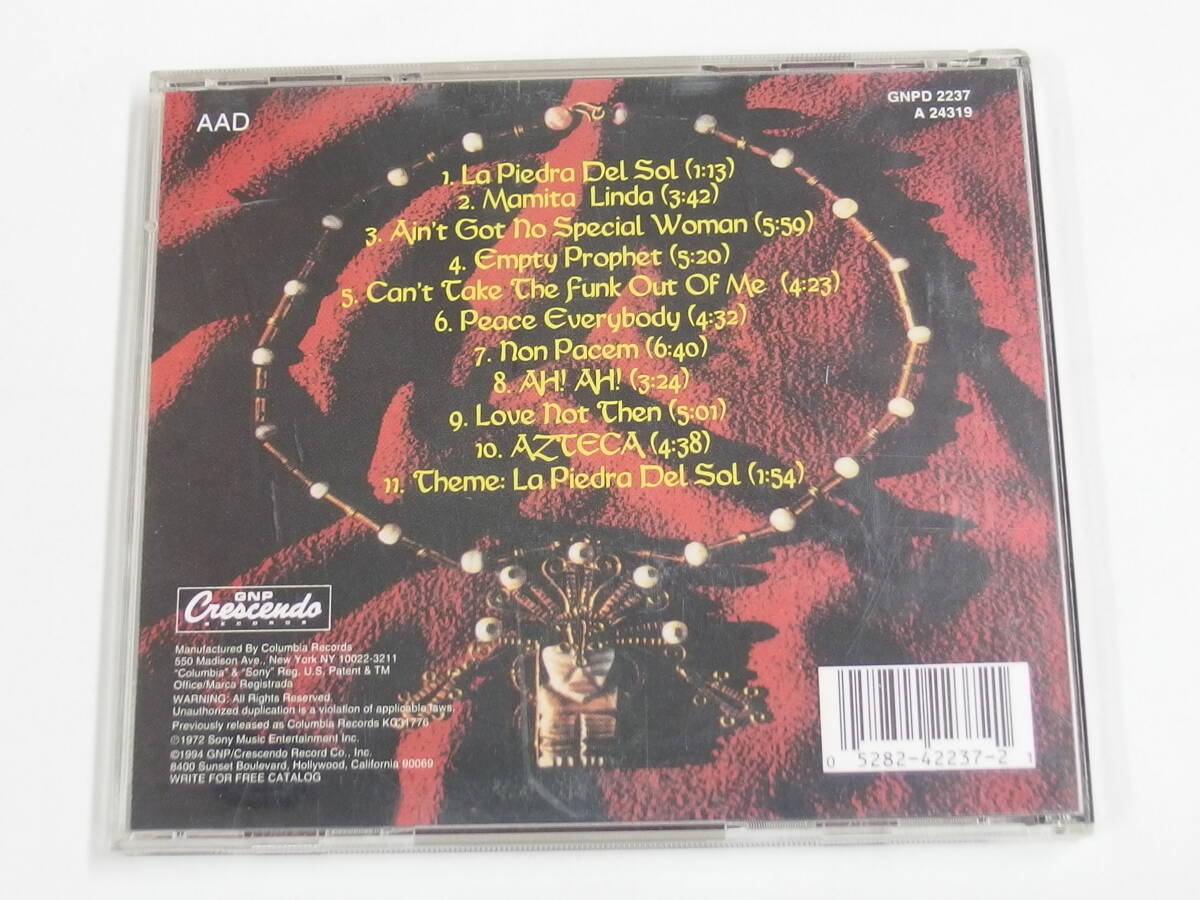 AAD
GNPD 2237
A 24319
1. La Piedra Del Sol (1:13)
2. Mamita Linda (3:42)
3. Ain't Got No Special Woman (5:59)
4. Empty Prophet (5:20)
5. Can't Take The Funk Out Of Me (4:23)
6. Peace Everybody (4:32)
7. Non Pacem (6:40)
8. AH! AH! (3:24)
9. Love Not Then (5:01)
10. AZTECA (4:38)
11. Theme: La Piedra Del Sol (1:54)
GNP
Crescendo
RECORDS
Manufactured By Columbia Records
550 Madison Ave., New York NY 10022-3211
"Columbia" & "Sony" Reg. U.S. Patent & TM
Office/Marca Registrada
WARNING: All Rights Reserved.
Unauthorized duplication is a violation of applicable laws.
Previously released as Columbia Records KC31776
℗1972 Sony Music Entertainment Inc.
©1994 GNP/Crescendo Record Co., Inc.
8400 Sunset Boulevard, Hollywood, California 90069
WRITE FOR FREE CATALOG
0 5282-42237-2 1